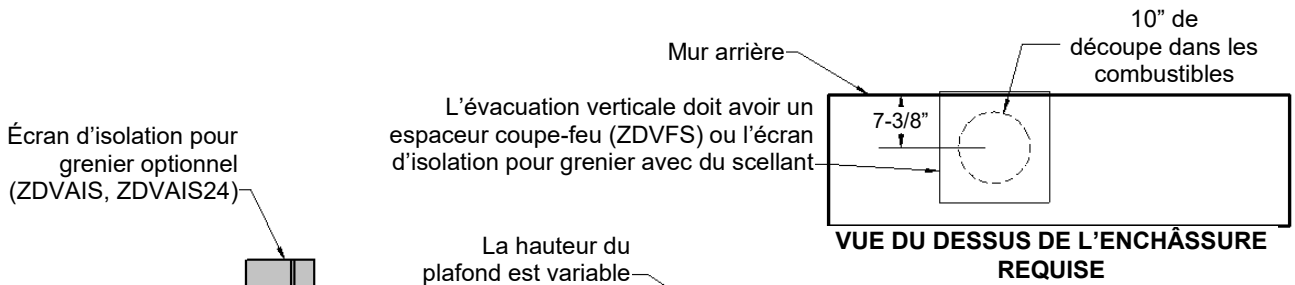 10” de
découpe dans les
combustibles
Mur arrière
L’évacuation verticale doit avoir un
espaceur coupe-feu (ZDVFS) ou l’écran
d’isolation pour grenier avec du scellant
7-3/8”
Écran d’isolation pour
grenier optionnel
(ZDVAIS, ZDVAIS24)
VUE DU DESSUS DE L’ENCHÂSSURE
REQUISE
La hauteur du
plafond est variable